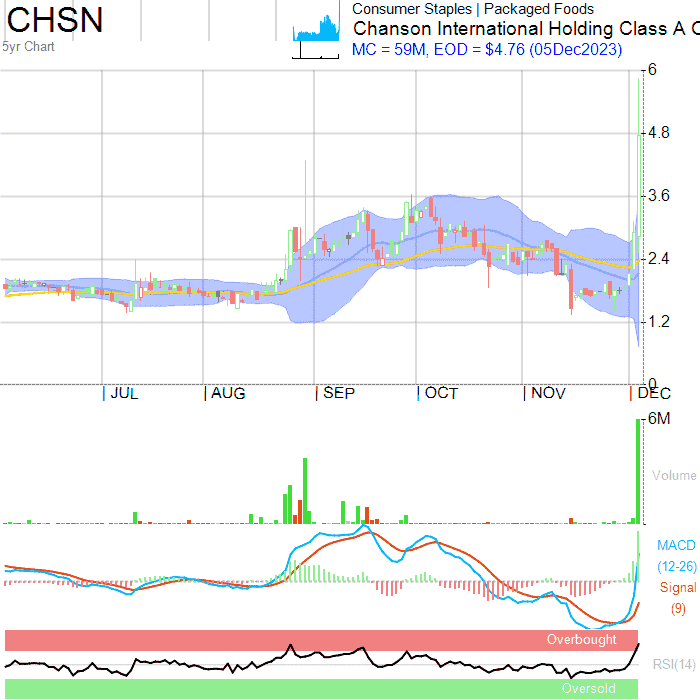 CHSN
5yr Chart
Consumer Staples | Packaged Foods
Chanson International Holding Class A O
MC = 59M, EOD = $4.76 (05Dec2023)
6
4.8
3.6
2.4
1.2
0
JUL AUG SEP OCT NOV DEC
6M
Volume
MACD
(12-26)
Signal
(9)
Overbought
RSI(14)
Oversold